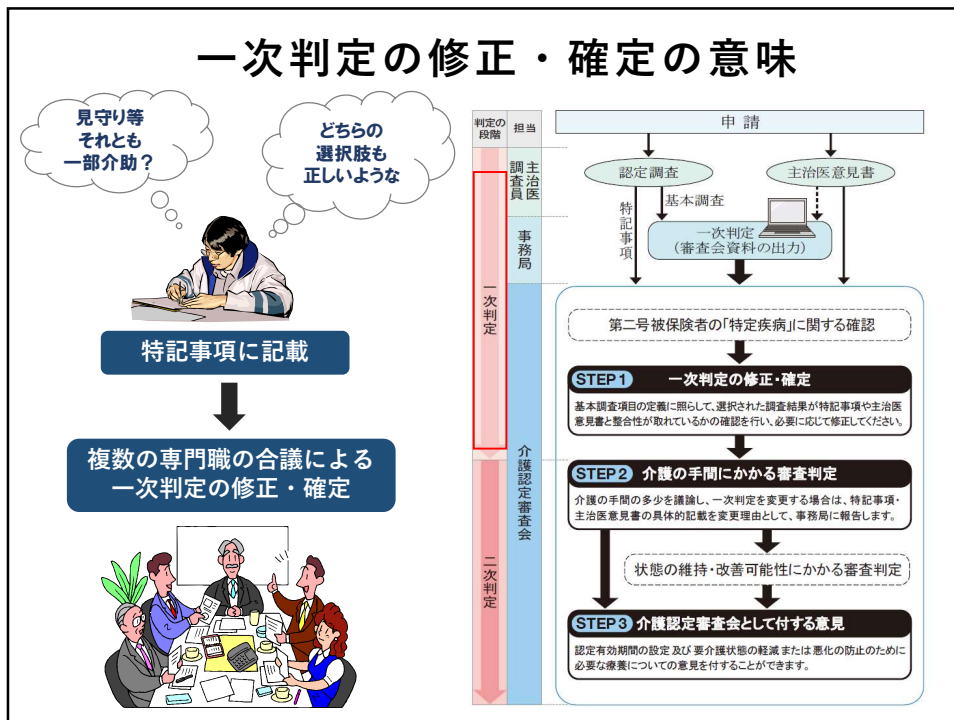 一次判定の修正・確定の意味
見守り等
それとも
一部介助？
どちらの
選択肢も
正しいような
特記事項に記載
複数の専門職の合議による
一次判定の修正・確定
判定の
段階
担当
一次判定
二次判定
主治医
調査員
事務局
介護認定審査会
申請
認定調査
主治医意見書
特記事項
基本調査
一次判定
(審査会資料の出力)
第二号被保険者の「特定疾病」に関する確認
STEP1 一次判定の修正・確定
基本調査項目の定義に照らして、選択された調査結果が特記事項や主治医
意見書と整合性が取れているかの確認を行い、必要に応じて修正してください。
STEP2 介護の手間にかかる審査判定
介護の手間の多少を議論し、一次判定を変更する場合は、特記事項・
主治医意見書の具体的記載を変更理由として、事務局に報告します。
状態の維持・改善可能性にかかる審査判定
STEP3 介護認定審査会として付する意見
認定有効期間の設定 及び 要介護状態の軽減または悪化の防止のために
必要な療養についての意見を付することができます。